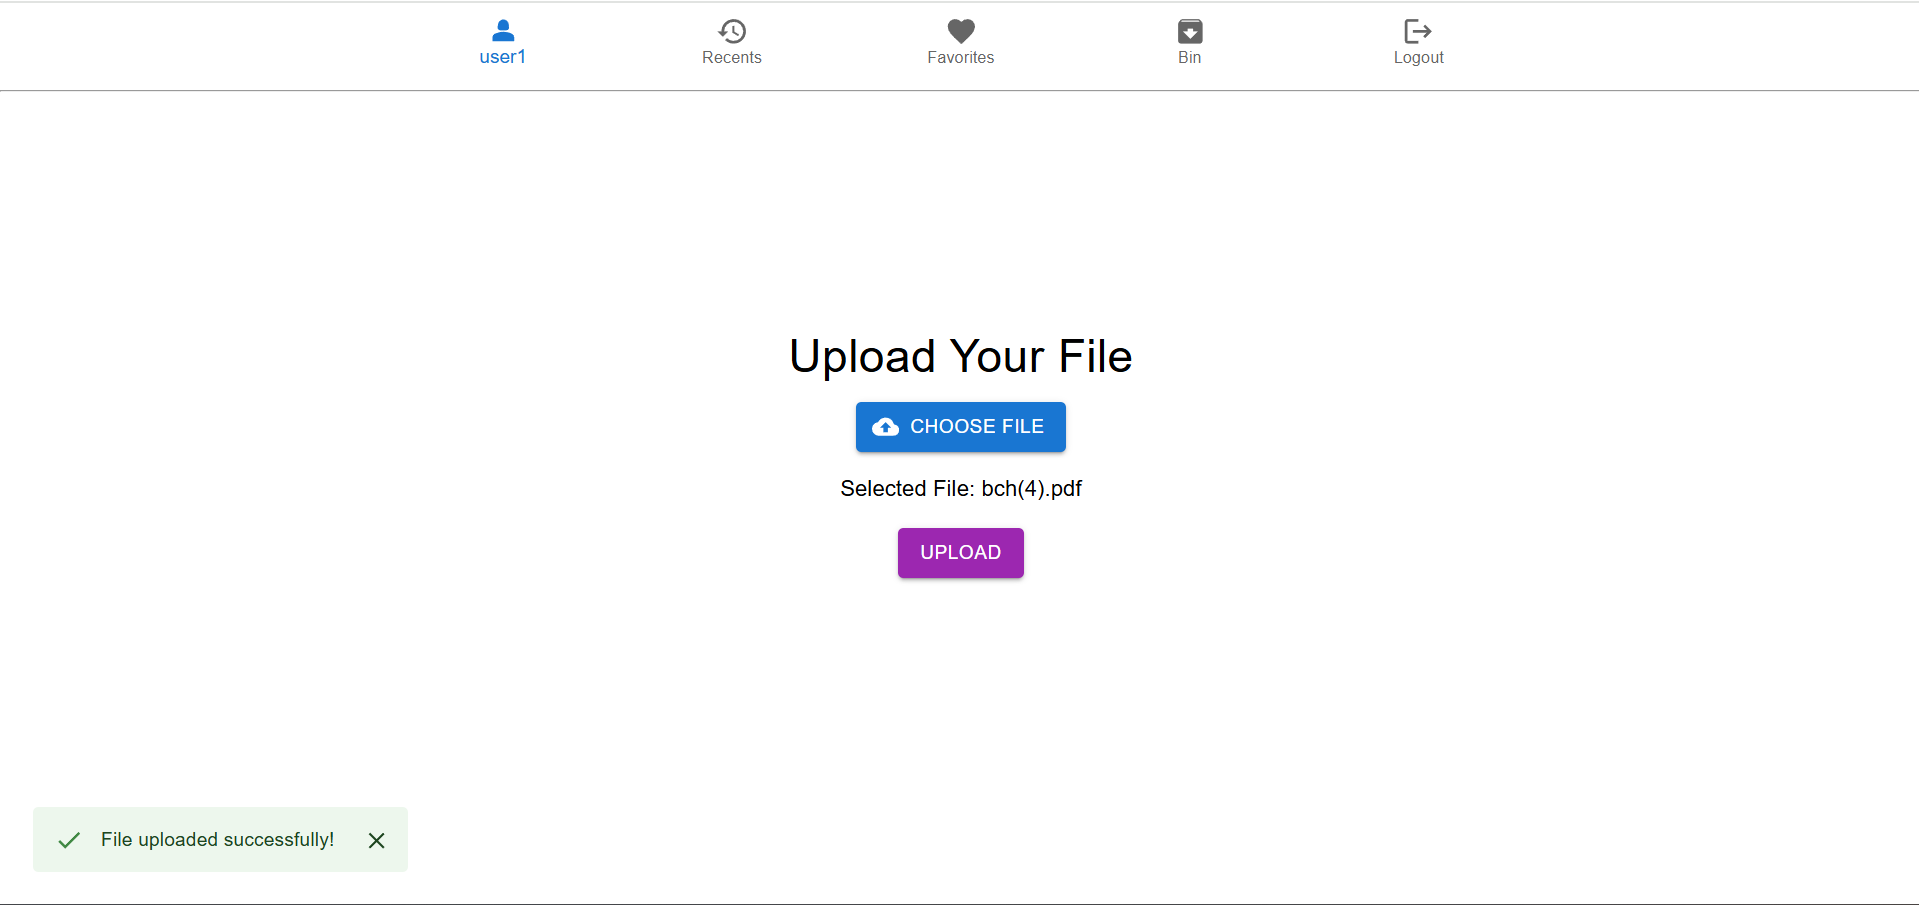 user1
Recents
Favorites
Bin
Logout
Upload Your File
CHOOSE FILE
Selected File: bch(4).pdf
UPLOAD
File uploaded successfully!